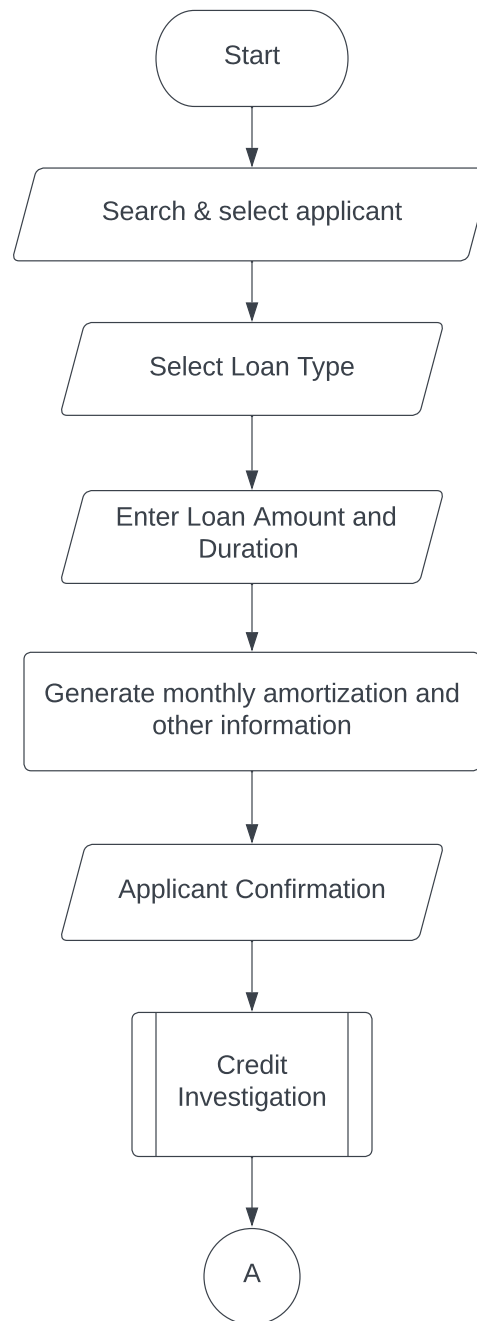 Start
Search & select applicant
Select Loan Type
Enter Loan Amount and
Duration
Generate monthly amortization and
other information
Applicant Confirmation
Credit
Investigation
A